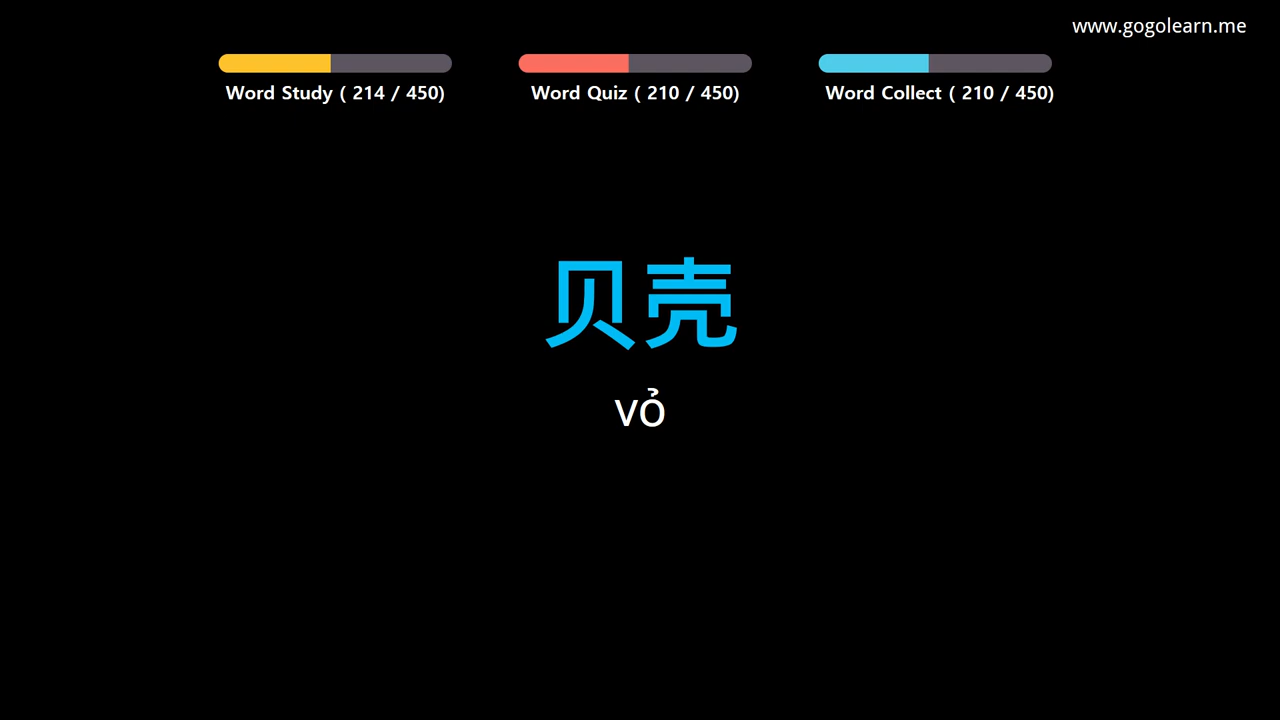 www.gogolearn.me
Word Study ( 214 / 450)
Word Quiz ( 210 / 450)
Word Collect ( 210 / 450)
贝壳
vỏ